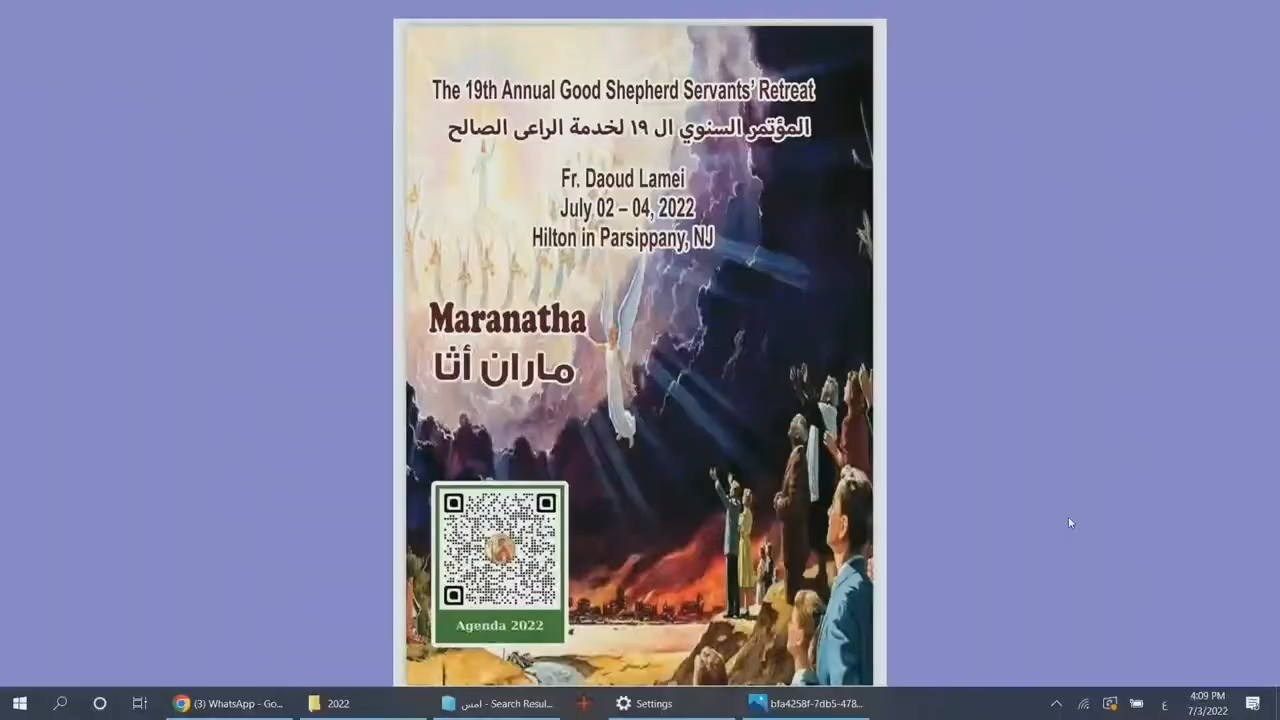 The 19th Annual Good Shepherd Servants' Retreat
المؤتمر السنوي ال ١٩ لخدمة الراعى الصالح
Fr. Daoud Lamei
July 02 – 04, 2022
Hilton in Parsippany, NJ
Maranatha
ماران أثا
Agenda 2022
(3) WhatsApp - Go...
2022
امس - Search Resul...
Settings
bfa4258f-7db5-478...
ع
4:09 PM
7/3/2022